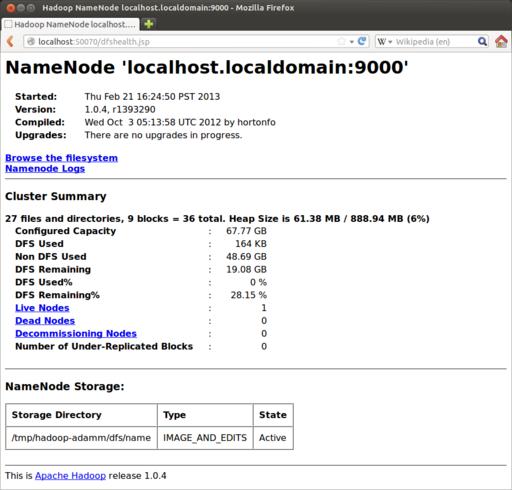 Hadoop NameNode localhost.localdomain:9000 - Mozilla Firefox
Hadoop NameNode localhost....
localhost:50070/dfshealth.jsp
W Wikipedia (en)
NameNode 'localhost.localdomain:9000'
Started: Thu Feb 21 16:24:50 PST 2013
Version: 1.0.4, r1393290
Compiled: Wed Oct 3 05:13:58 UTC 2012 by hortonfo
Upgrades: There are no upgrades in progress.
Browse the filesystem
Namenode Logs
Cluster Summary
27 files and directories, 9 blocks = 36 total. Heap Size is 61.38 MB / 888.94 MB (6%)
Configured Capacity : 67.77 GB
DFS Used : 164 KB
Non DFS Used : 48.69 GB
DFS Remaining : 19.08 GB
DFS Used% : 0 %
DFS Remaining% : 28.15 %
Live Nodes : 1
Dead Nodes : 0
Decommissioning Nodes : 0
Number of Under-Replicated Blocks : 0
NameNode Storage:
Storage Directory Type State
/tmp/hadoop-adamm/dfs/name IMAGE_AND_EDITS Active
This is Apache Hadoop release 1.0.4